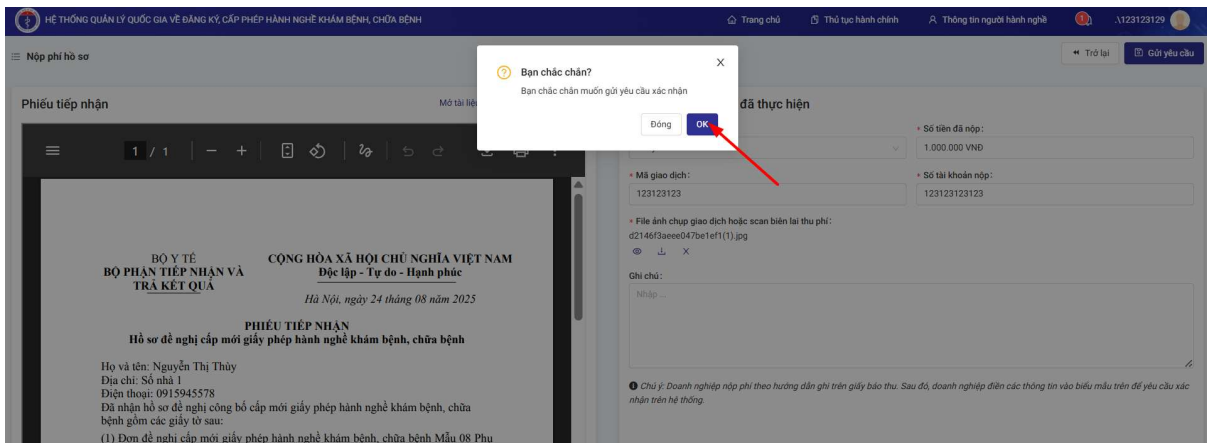 HỆ THỐNG QUẢN LÝ QUỐC GIA VỀ ĐĂNG KÝ, CẤP PHÉP HÀNH NGHỀ KHÁM BỆNH, CHỮA BỆNH
Trang chủ
Thủ tục hành chính
Thông tin người hành nghề
.\123123129
Nộp phí hồ sơ
Trở lại
Gửi yêu cầu
Bạn chắc chắn?
X
Bạn chắc chắn muốn gửi yêu cầu xác nhận
Đóng
OK
Phiếu tiếp nhận
Mở tài
1 / 1
BỘ Y TẾ
BỘ PHẬN TIẾP NHẬN VÀ
TRẢ KẾT QUẢ
CỘNG HÒA XÃ HỘI CHỦ NGHĨA VIỆT NAM
Độc lập - Tự do - Hạnh phúc
Hà Nội, ngày 24 tháng 08 năm 2025
PHIẾU TIẾP NHẬN
Hồ sơ đề nghị cấp mới giấy phép hành nghề khám bệnh, chữa bệnh
Họ và tên: Nguyễn Thị Thùy
Địa chỉ: Số nhà 1
Điện thoại: 0915945578
Đã nhận hồ sơ đề nghị công bố cấp mới giấy phép hành nghề khám bệnh, chữa
bệnh gồm các giấy tờ sau:
(1) Đơn đề nghị cấp mới giấy phép hành nghề khám bệnh, chữa bệnh Mẫu 08 Phụ
đã thực hiện
* Số tiền đã nộp:
1.000.000 VNĐ
* Mã giao dịch:
123123123
* Số tài khoản nộp:
123123123123
* File ảnh chụp giao dịch hoặc scan biên lai thu phí:
d2146f3aeee047be1ef1(1).jpg
Ghi chú:
Nhập ...
Chú ý: Doanh nghiệp nộp phí theo hướng dẫn ghi trên giấy báo thu. Sau đó, doanh nghiệp điền các thông tin vào biểu mẫu trên để yêu cầu xác
nhận trên hệ thống.